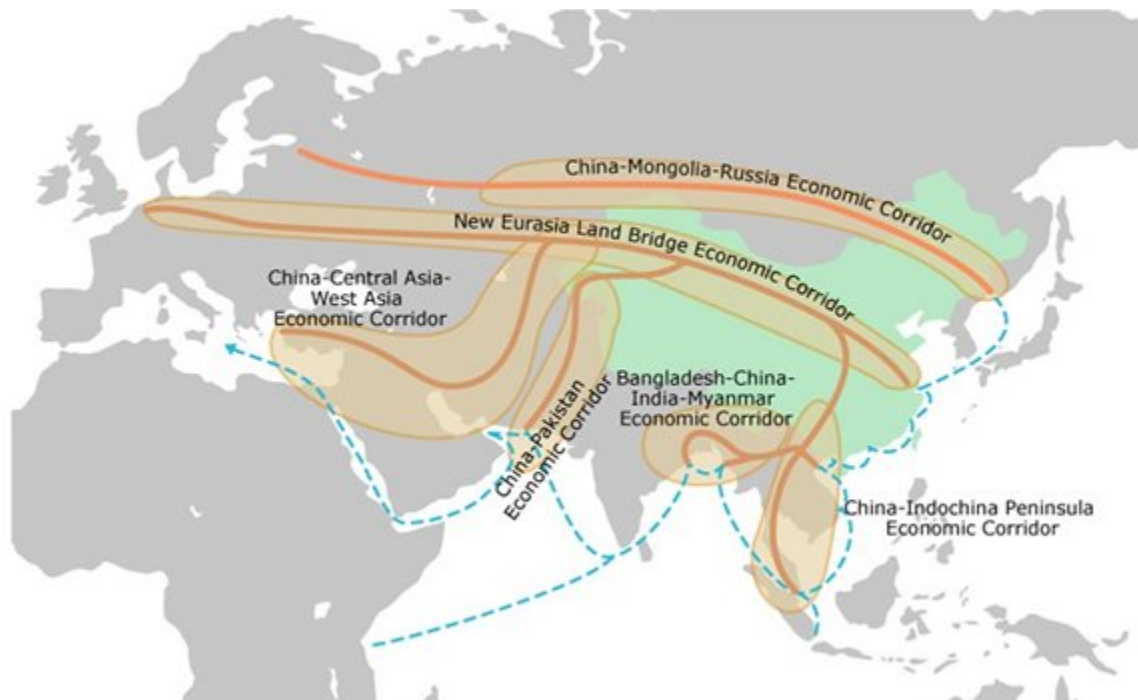 China-Mongolia-Russia Economic Corridor
New Eurasia Land Bridge Economic Corridor
China-Central Asia-
West Asia
Economic Corridor
Bangladesh-China-
India-Myanmar
Economic Corridor
China-Pakistan
Economic Corridor
China-Indochina Peninsula
Economic Corridor